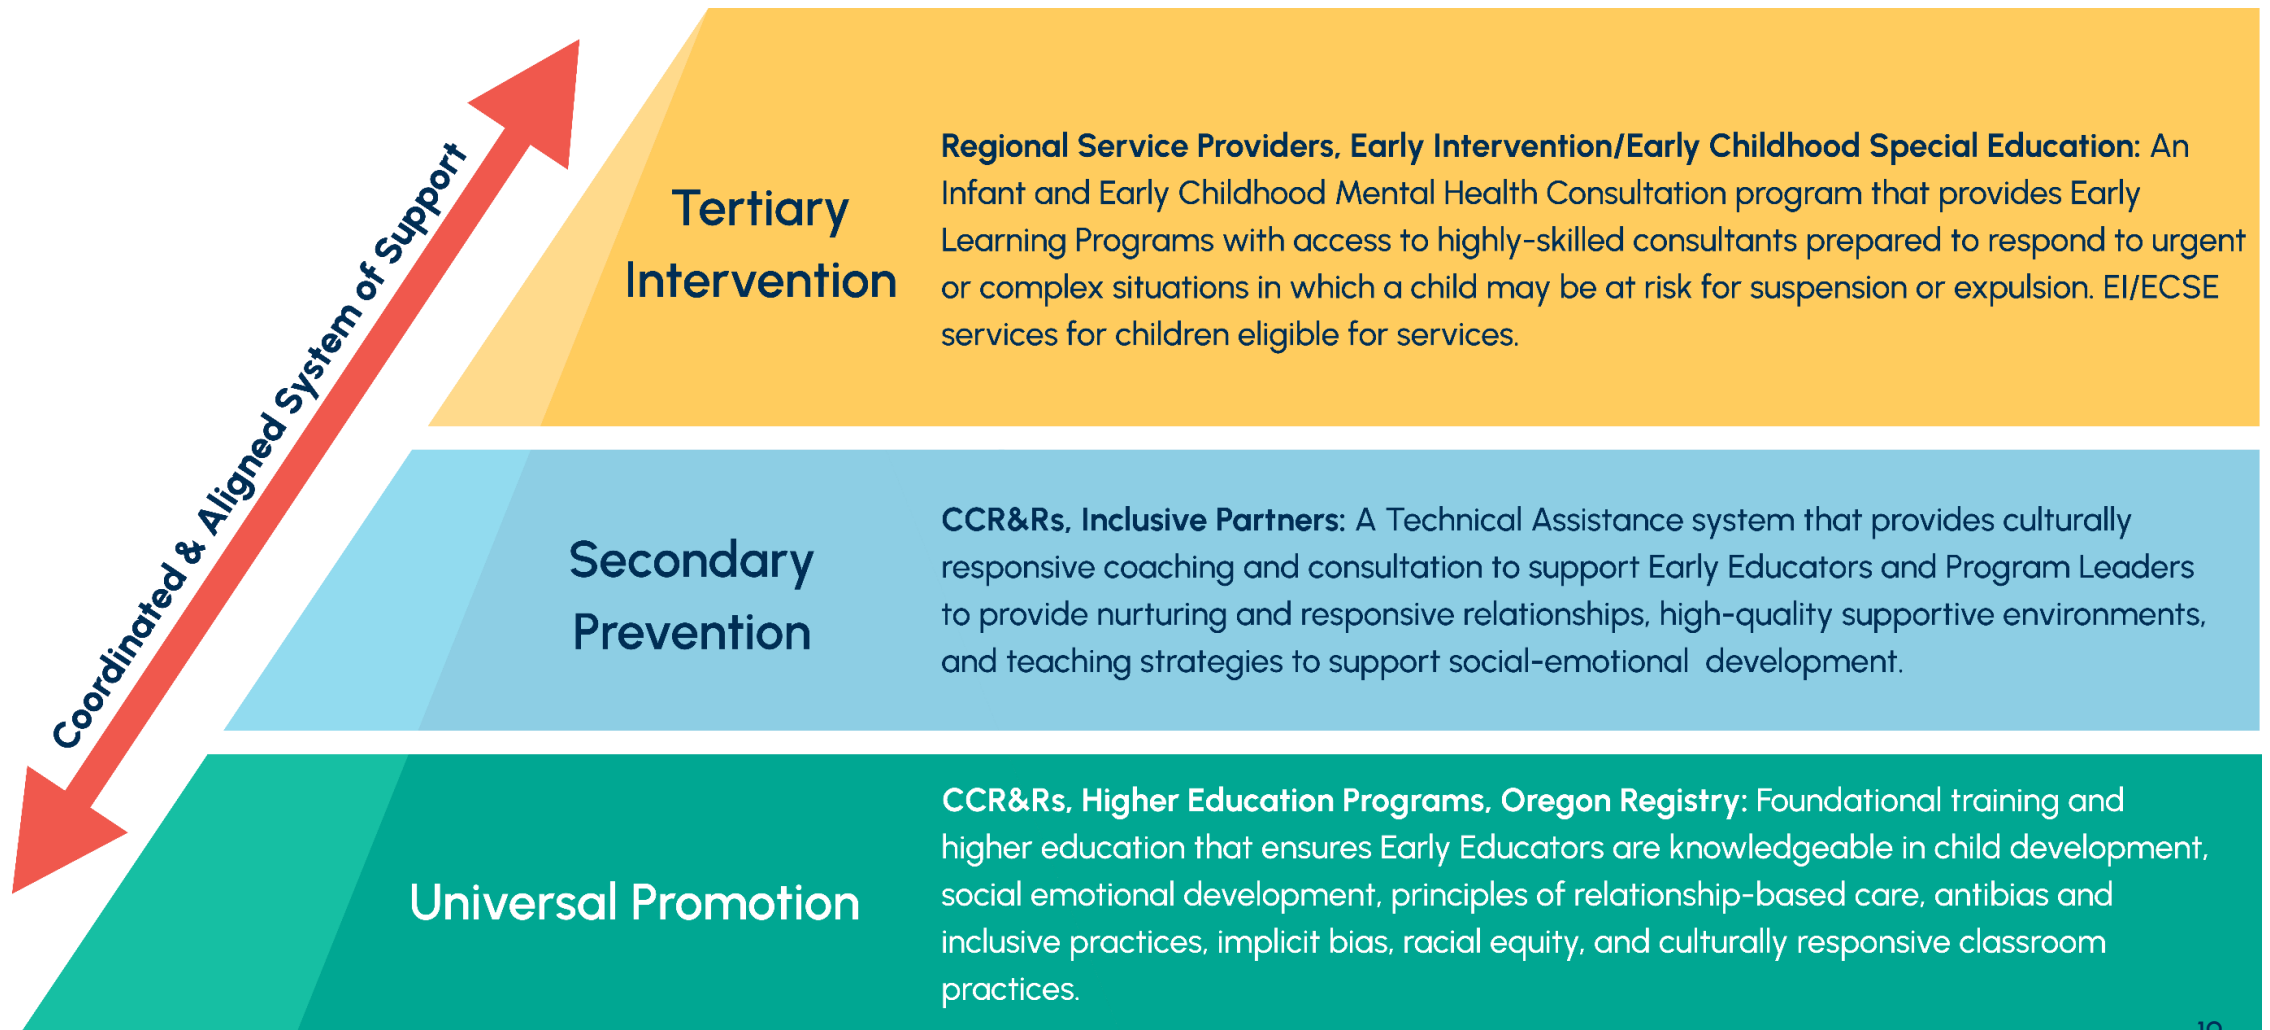 Coordinated & Aligned System of Support
Tertiary
Intervention
Regional Service Providers, Early Intervention/Early Childhood Special Education: An
Infant and Early Childhood Mental Health Consultation program that provides Early
Learning Programs with access to highly-skilled consultants prepared to respond to urgent
or complex situations in which a child may be at risk for suspension or expulsion. EI/ECSE
services for children eligible for services.
Secondary
Prevention
CCR&Rs, Inclusive Partners: A Technical Assistance system that provides culturally
responsive coaching and consultation to support Early Educators and Program Leaders
to provide nurturing and responsive relationships, high-quality supportive environments,
and teaching strategies to support social-emotional development.
Universal Promotion
CCR&Rs, Higher Education Programs, Oregon Registry: Foundational training and
higher education that ensures Early Educators are knowledgeable in child development,
social emotional development, principles of relationship-based care, antibias and
inclusive practices, implicit bias, racial equity, and culturally responsive classroom
practices.